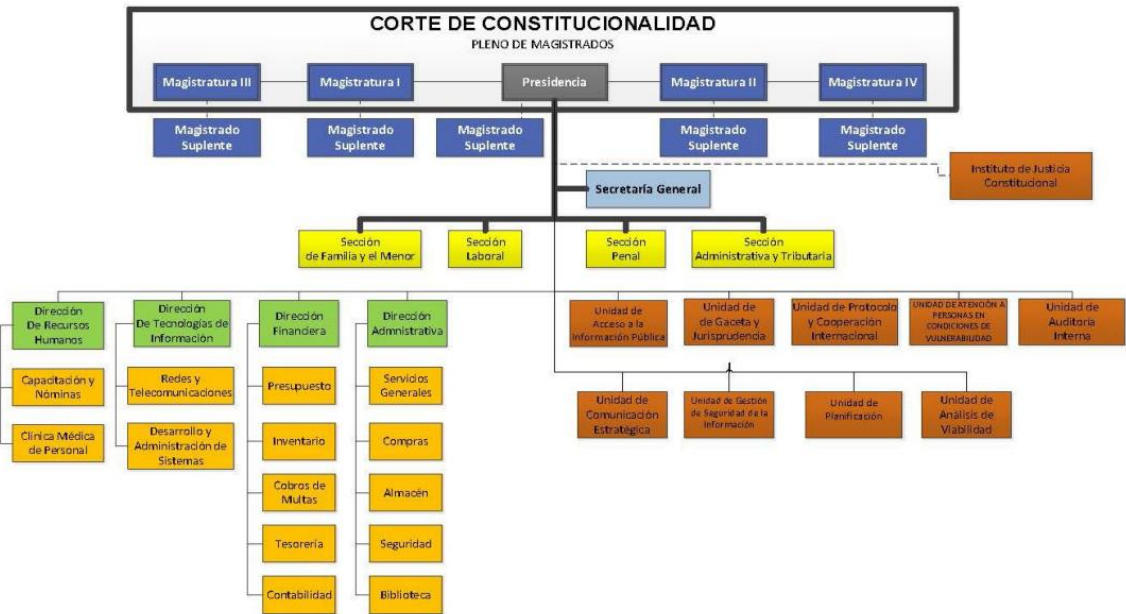 CORTE DE CONSTITUCIONALIDAD
PLENO DE MAGISTRADOS
Magistratura III
Magistratura I
Presidencia
Magistratura II
Magistratura IV
Magistrado
Suplente
Magistrado
Suplente
Magistrado
Suplente
Magistrado
Suplente
Magistrado
Suplente
Instituto de Justicia
Constitucional
Secretaría General
Sección
de Familia y el Menor
Sección
Laboral
Sección
Penal
Sección
Administrativa y Tributaria
Dirección
De Recursos
Humanos
Dirección
De Tecnologías de
Información
Dirección
Financiera
Dirección
Admnistrativa
Unidad de
Acceso a la
Información Pública
Unidad de
de Gaceta y
Jurisprudencia
Unidad de Protocolo
y Cooperación
Internacional
UNIDAD DE ATENCIÓN A
PERSONAS EN
CONDICIONES DE
VULNERABILIDAD
Unidad de
Auditoría
Interna
Capacitación y
Nóminas
Redes y
Telecomunicaciones
Presupuesto
Servicios
Generales
Unidad de
Comunicación
Estratégica
Unidad de Gestión
de Seguridad de la
Información
Unidad de
Planificación
Unidad de
Análisis de
Viabilidad
Clínica Médica
de Personal
Desarrollo y
Administración de
Sistemas
Inventario
Compras
Cobros de
Multas
Almacén
Tesorería
Seguridad
Contabilidad
Biblioteca